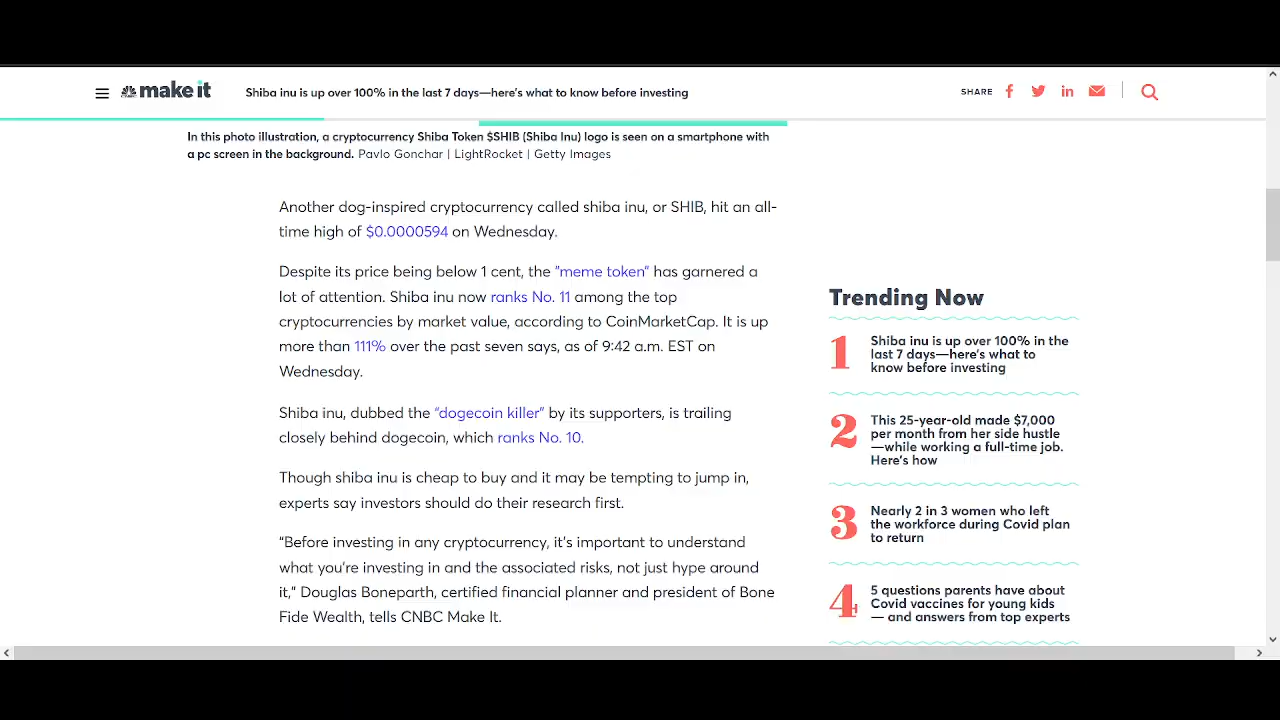 make it
Shiba inu is up over 100% in the last 7 days—here's what to know before investing
SHARE
In this photo illustration, a cryptocurrency Shiba Token $SHIB (Shiba Inu) logo is seen on a smartphone with
a pc screen in the background. Pavlo Gonchar | LightRocket | Getty Images
Another dog-inspired cryptocurrency called shiba inu, or SHIB, hit an all-
time high of $0.0000594 on Wednesday.
Despite its price being below 1 cent, the "meme token" has garnered a
lot of attention. Shiba inu now ranks No. 11 among the top
cryptocurrencies by market value, according to CoinMarketCap. It is up
more than 111% over the past seven says, as of 9:42 a.m. EST on
Wednesday.
Shiba inu, dubbed the "dogecoin killer" by its supporters, is trailing
closely behind dogecoin, which ranks No. 10.
Though shiba inu is cheap to buy and it may be tempting to jump in,
experts say investors should do their research first.
"Before investing in any cryptocurrency, it's important to understand
what you're investing in and the associated risks, not just hype around
it," Douglas Boneparth, certified financial planner and president of Bone
Fide Wealth, tells CNBC Make It.
Trending Now
1
Shiba inu is up over 100% in the
last 7 days—here's what to
know before investing
2
This 25-year-old made $7,000
per month from her side hustle
—while working a full-time job.
Here's how
3
Nearly 2 in 3 women who left
the workforce during Covid plan
to return
4
5 questions parents have about
Covid vaccines for young kids
— and answers from top experts